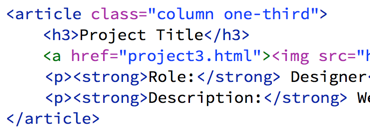 <article class="column one-third">
<h3>Project Title</h3>
<a href="project3.html"><img src="h
<p><strong>Role:</strong> Designer
<p><strong>Description:</strong> We
</article>